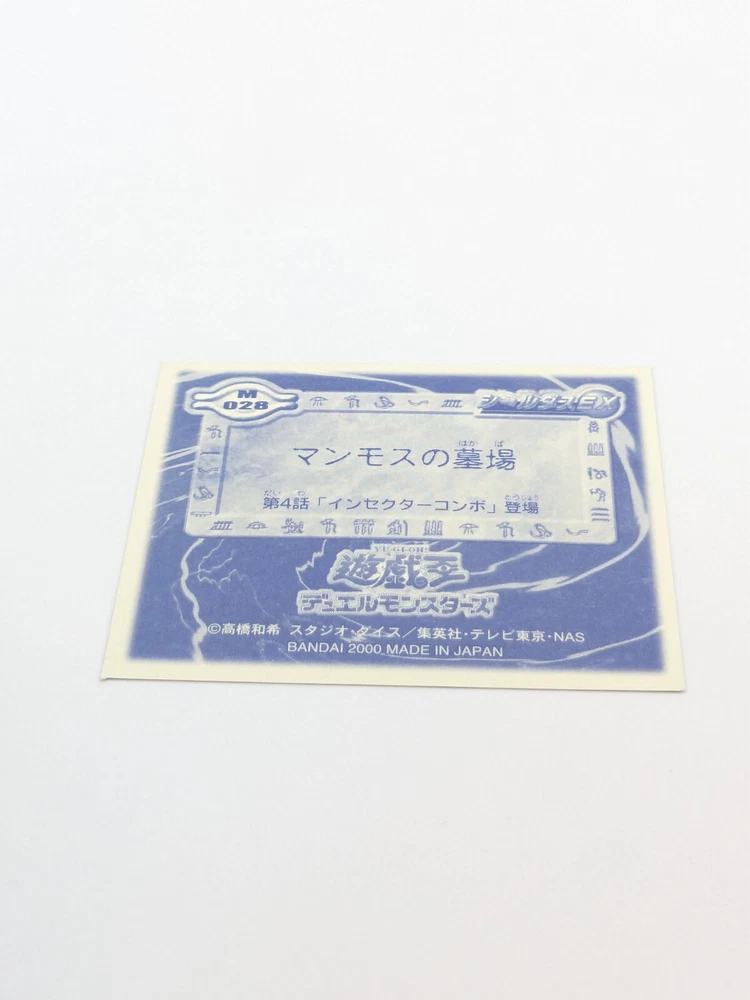 M
028
シールダスEX
マンモスの墓場
はか ば
第4話「インセクターコンボ」登場
だい わ とうじょう
YU-GI-OH!
遊戯王
デュエルモンスターズ
©高橋和希 スタジオ・ダイス／集英社・テレビ東京・NAS
BANDAI 2000 MADE IN JAPAN